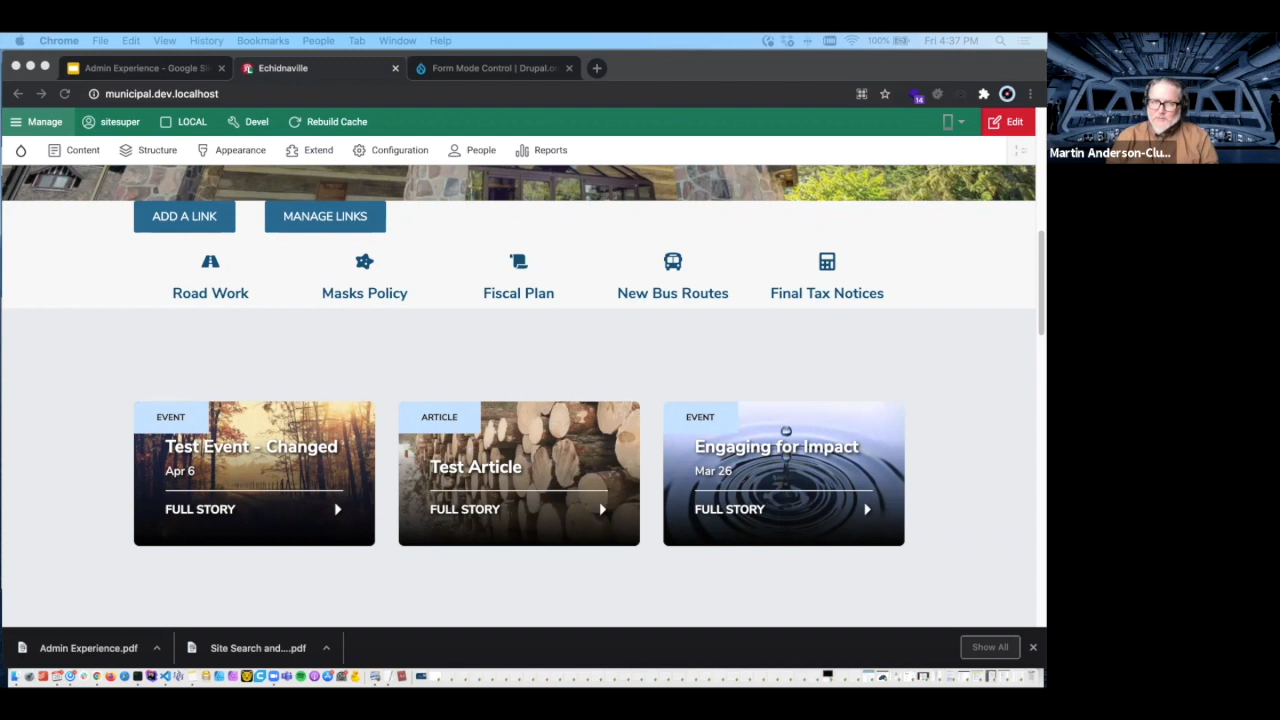 Chrome File Edit View History Bookmarks People Tab Window Help 100% Fri 4:37 PM
Admin Experience - Google Sl Echidnaville Form Mode Control | Drupal.o
municipal.dev.localhost 14
Manage sitesuper LOCAL Devel Rebuild Cache Edit
Content Structure Appearance Extend Configuration People Reports
Martin Anderson-Clu...
ADD A LINK MANAGE LINKS
Road Work Masks Policy Fiscal Plan New Bus Routes Final Tax Notices
EVENT
Test Event - Changed
Apr 6
FULL STORY
ARTICLE
Test Article
FULL STORY
EVENT
Engaging for Impact
Mar 26
FULL STORY
Admin Experience.pdf Site Search and....pdf Show All